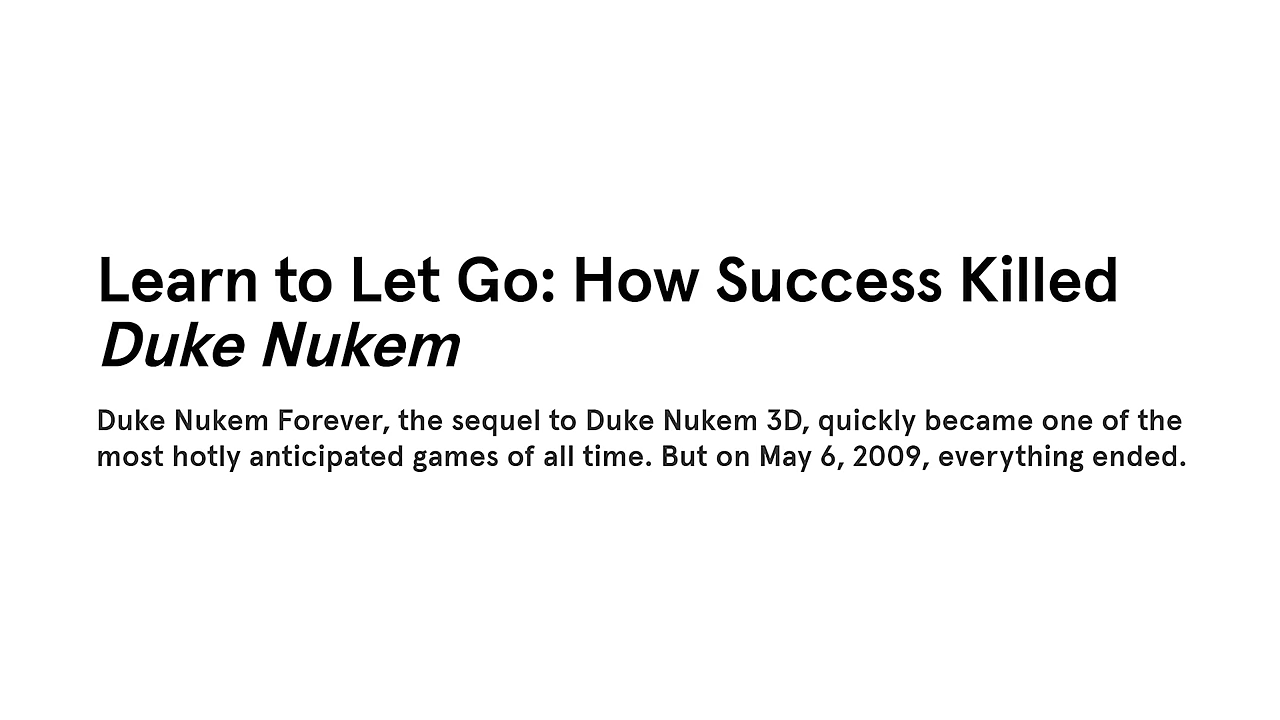 Learn to Let Go: How Success Killed
Duke Nukem
Duke Nukem Forever, the sequel to Duke Nukem 3D, quickly became one of the
most hotly anticipated games of all time. But on May 6, 2009, everything ended.